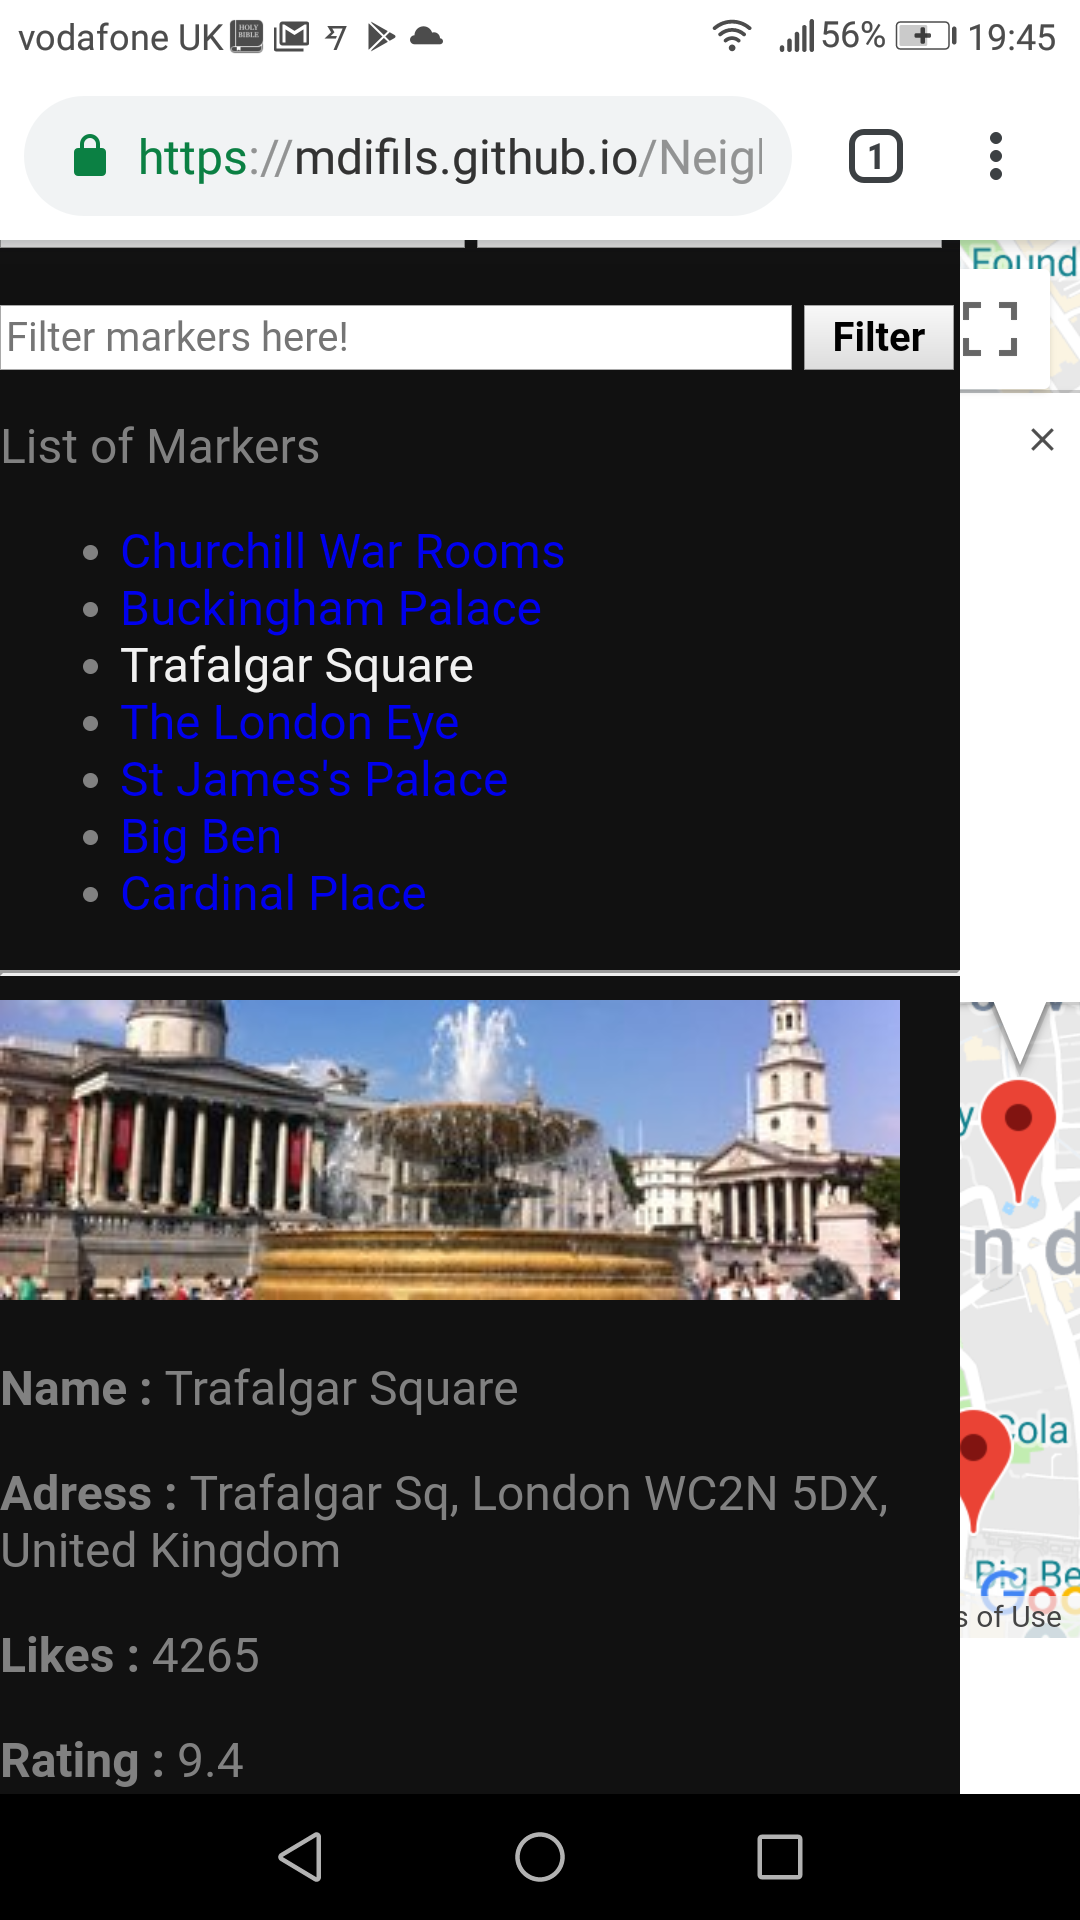 vodafone UK HOLY BIBLE 56% 19:45
https://mdifils.github.io/Neigl
1
Found
Filter markers here! Filter
List of Markers
Churchill War Rooms
Buckingham Palace
Trafalgar Square
The London Eye
St James's Palace
Big Ben
Cardinal Place
y
n d
Name : Trafalgar Square
Cola
Adress : Trafalgar Sq, London WC2N 5DX,
United Kingdom
Big Be
Goo
s of Use
Likes : 4265
Rating : 9.4